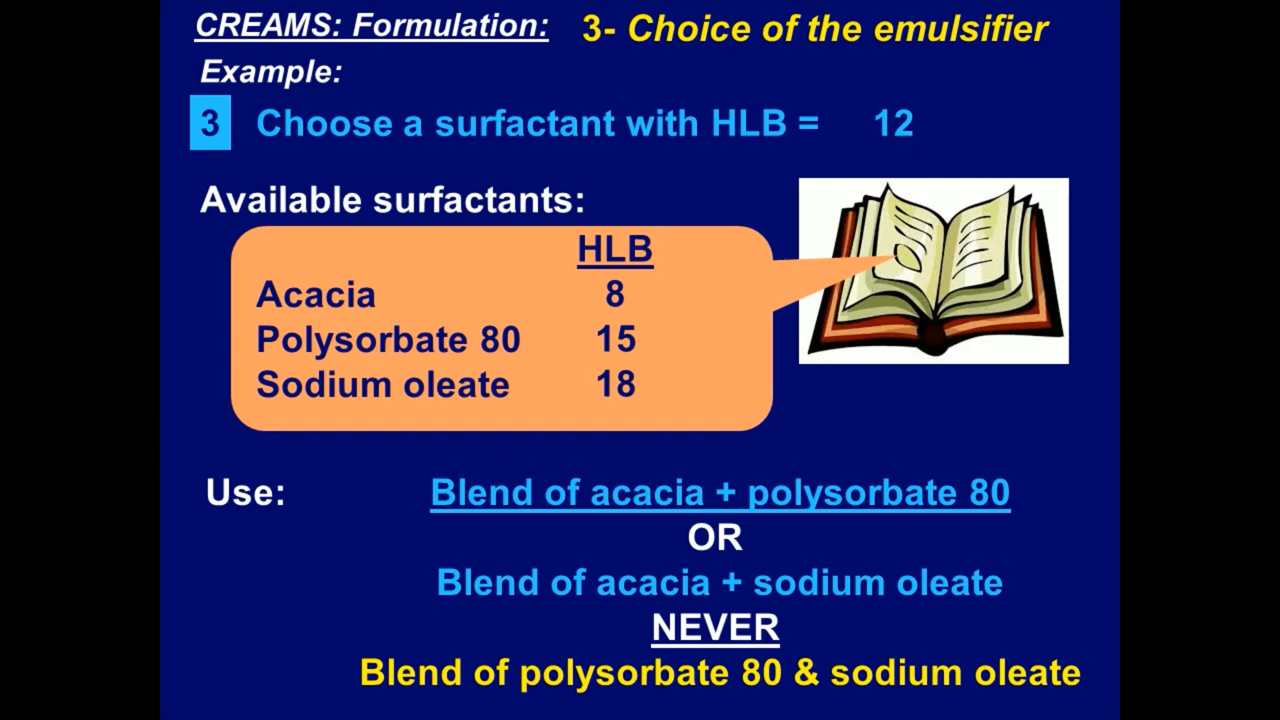 CREAMS: Formulation: 3- Choice of the emulsifier
Example:
3 Choose a surfactant with HLB = 12
Available surfactants:
HLB
Acacia 8
Polysorbate 80 15
Sodium oleate 18
Use: Blend of acacia + polysorbate 80
OR
Blend of acacia + sodium oleate
NEVER
Blend of polysorbate 80 & sodium oleate